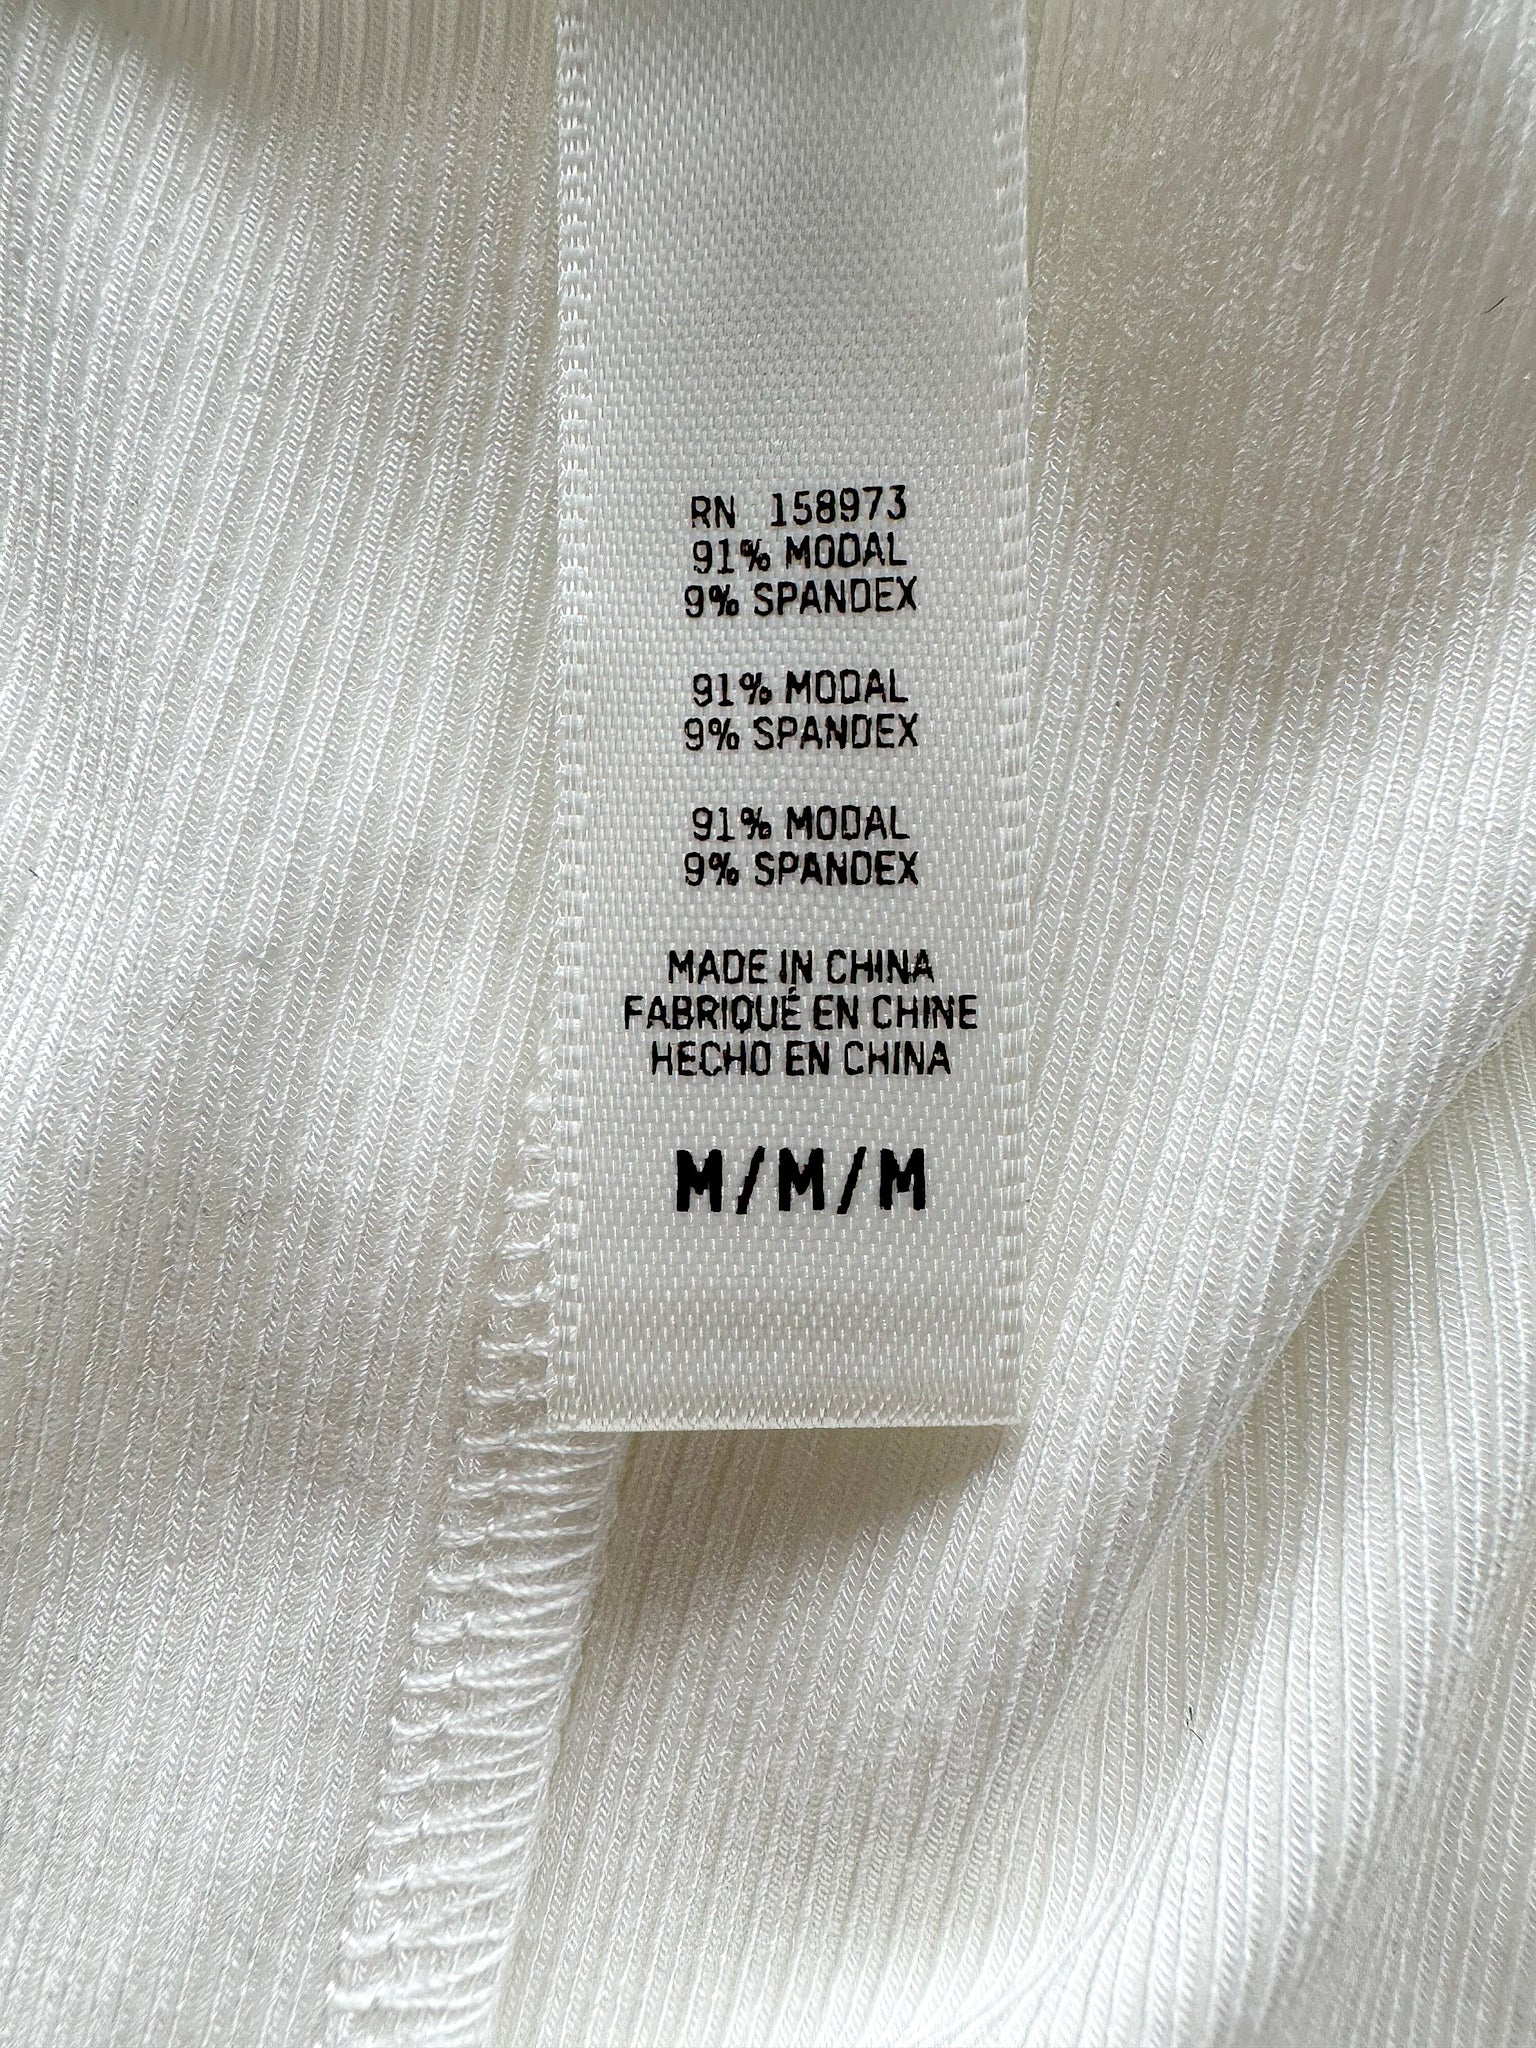 RN 158973
91% MODAL
9% SPANDEX
91% MODAL
9% SPANDEX
91% MODAL
9% SPANDEX
MADE IN CHINA
FABRIQUÉ EN CHINE
HECHO EN CHINA
M/M/M